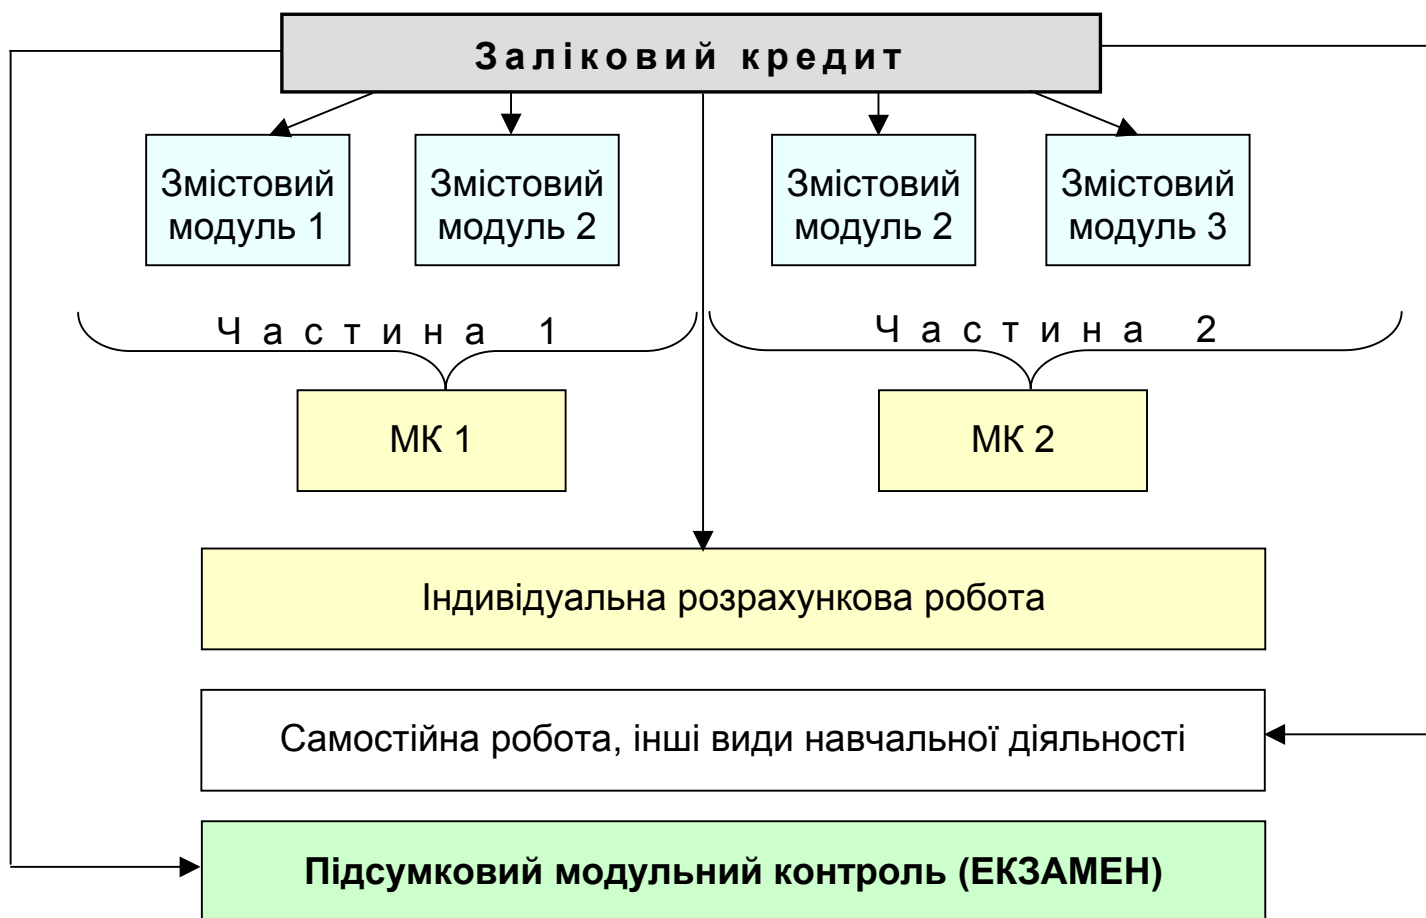 Заліковий кредит
Змістовий
модуль 1
Змістовий
модуль 2
Змістовий
модуль 2
Змістовий
модуль 3
Частина 1
Частина 2
МК 1
МК 2
Індивідуальна розрахункова робота
Самостійна робота, інші види навчальної діяльності
Підсумковий модульний контроль (ЕКЗАМЕН)